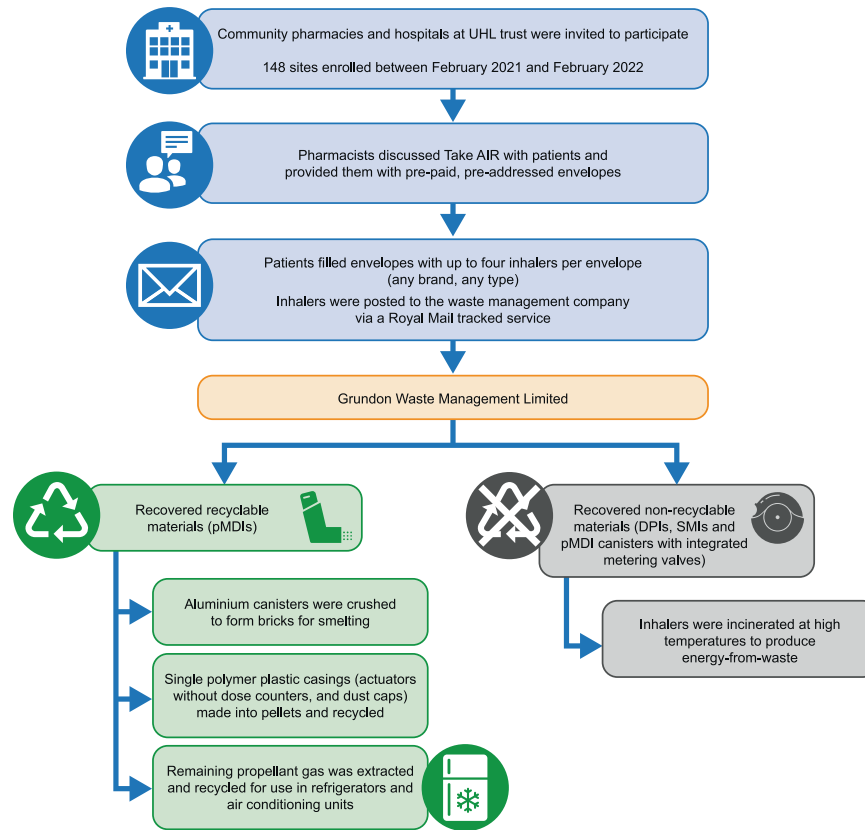 Community pharmacies and hospitals at UHL trust were invited to participate
148 sites enrolled between February 2021 and February 2022
Pharmacists discussed Take AIR with patients and
provided them with pre-paid, pre-addressed envelopes
Patients filled envelopes with up to four inhalers per envelope
(any brand, any type)
Inhalers were posted to the waste management company
via a Royal Mail tracked service
Grundon Waste Management Limited
Recovered recyclable
materials (pMDIs)
Recovered non-recyclable
materials (DPIs, SMIs and
pMDI canisters with integrated
metering valves)
Aluminium canisters were crushed
to form bricks for smelting
Inhalers were incinerated at high
temperatures to produce
energy-from-waste
Single polymer plastic casings (actuators
without dose counters, and dust caps)
made into pellets and recycled
Remaining propellant gas was extracted
and recycled for use in refrigerators and
air conditioning units